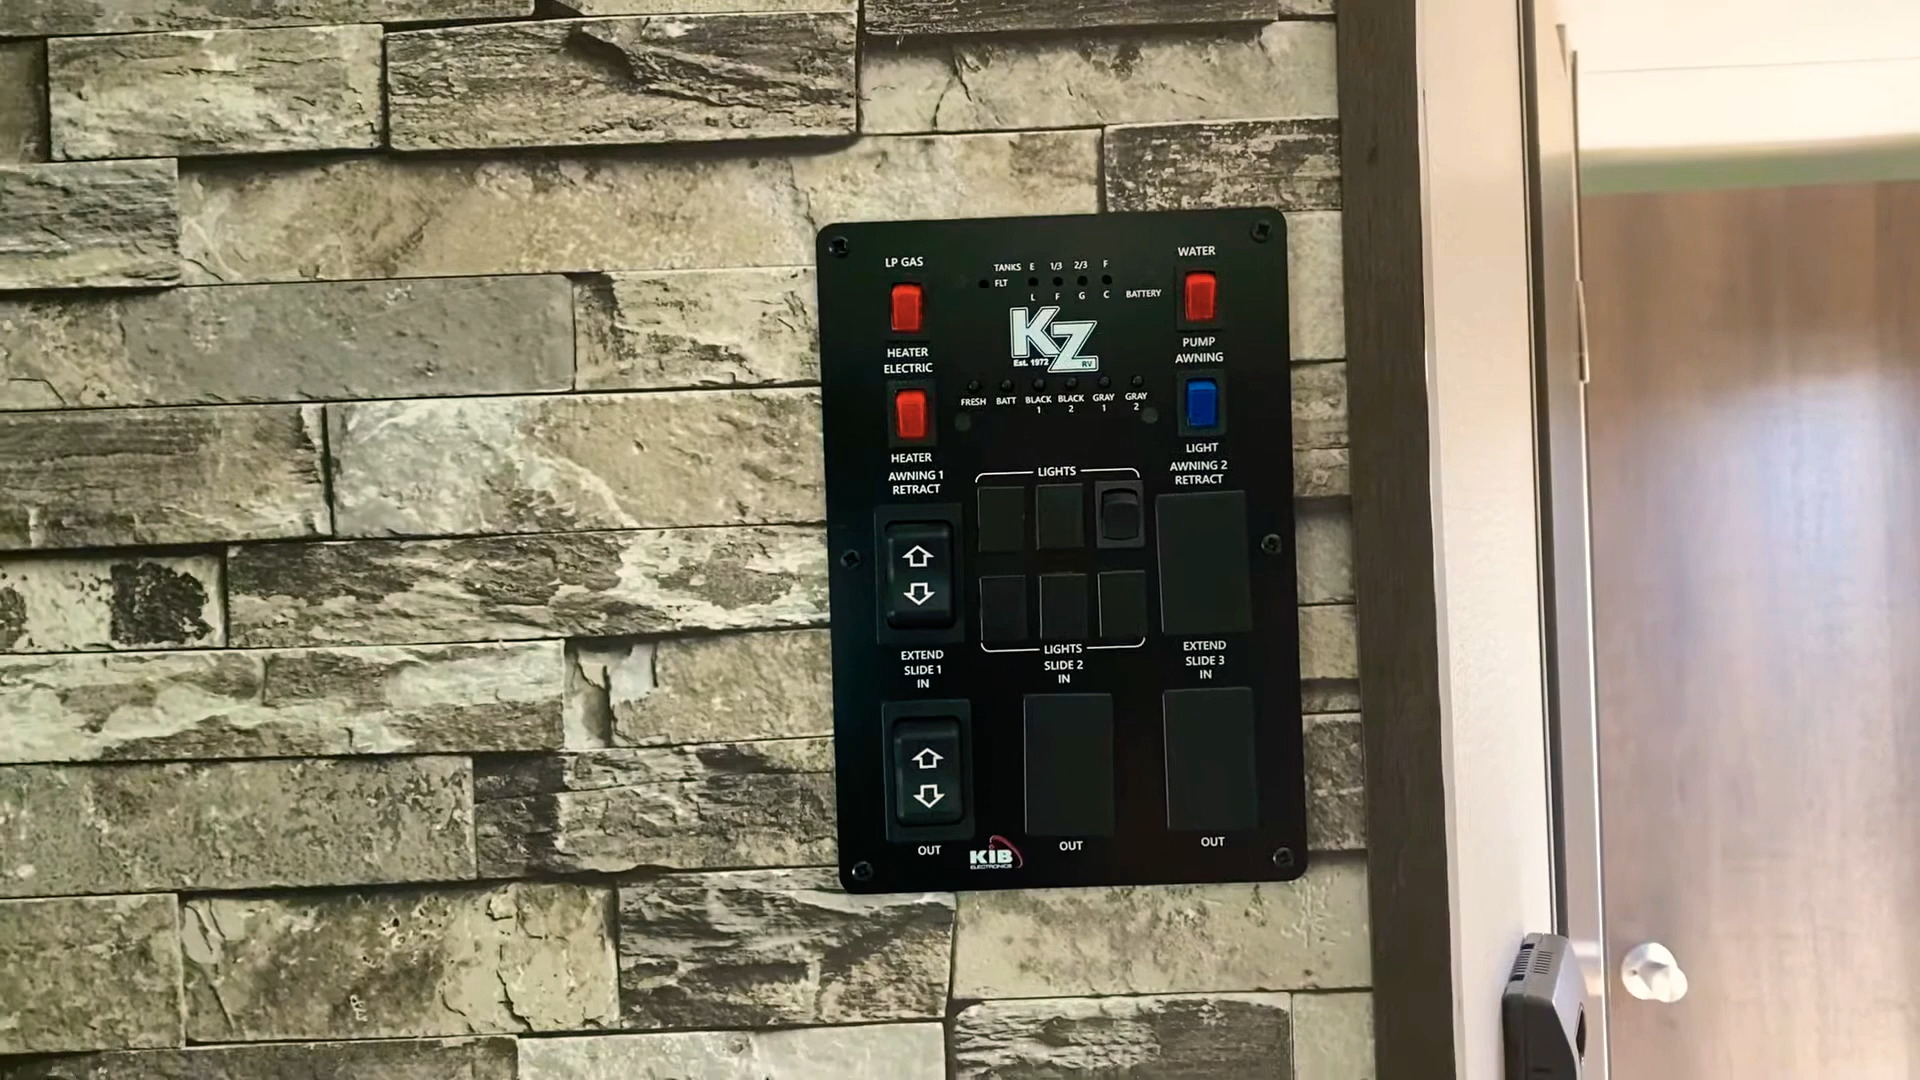 LP GAS
HEATER
ELECTRIC
HEATER
AWNING 1
RETRACT
EXTEND
SLIDE 1
IN
OUT
TANKS E 1/3 2/3 F
FLT
L F G C BATTERY
KZ
Est. 1972 RV
FRESH BATT BLACK 1 BLACK 2 GRAY 1 GRAY 2
LIGHTS
LIGHTS
SLIDE 2
IN
OUT
KIB
ELECTRONICS
WATER
PUMP
AWNING
LIGHT
AWNING 2
RETRACT
EXTEND
SLIDE 3
IN
OUT